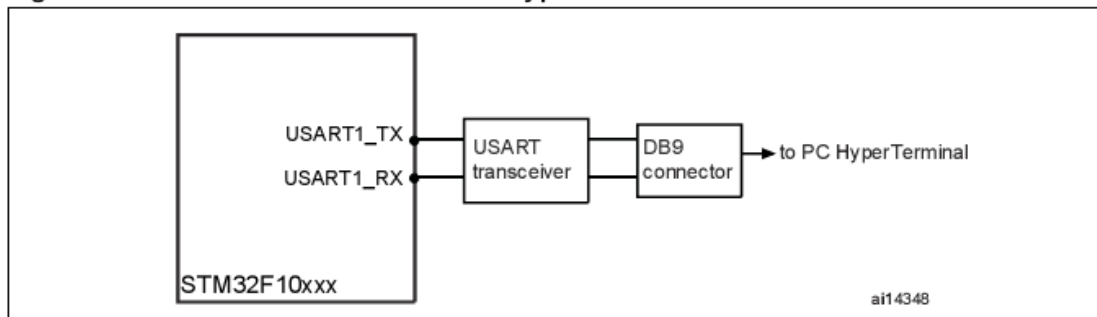 USART1_TX
USART1_RX
USART
transceiver
DB9
connector
to PC HyperTerminal
STM32F10xxx
ai14348